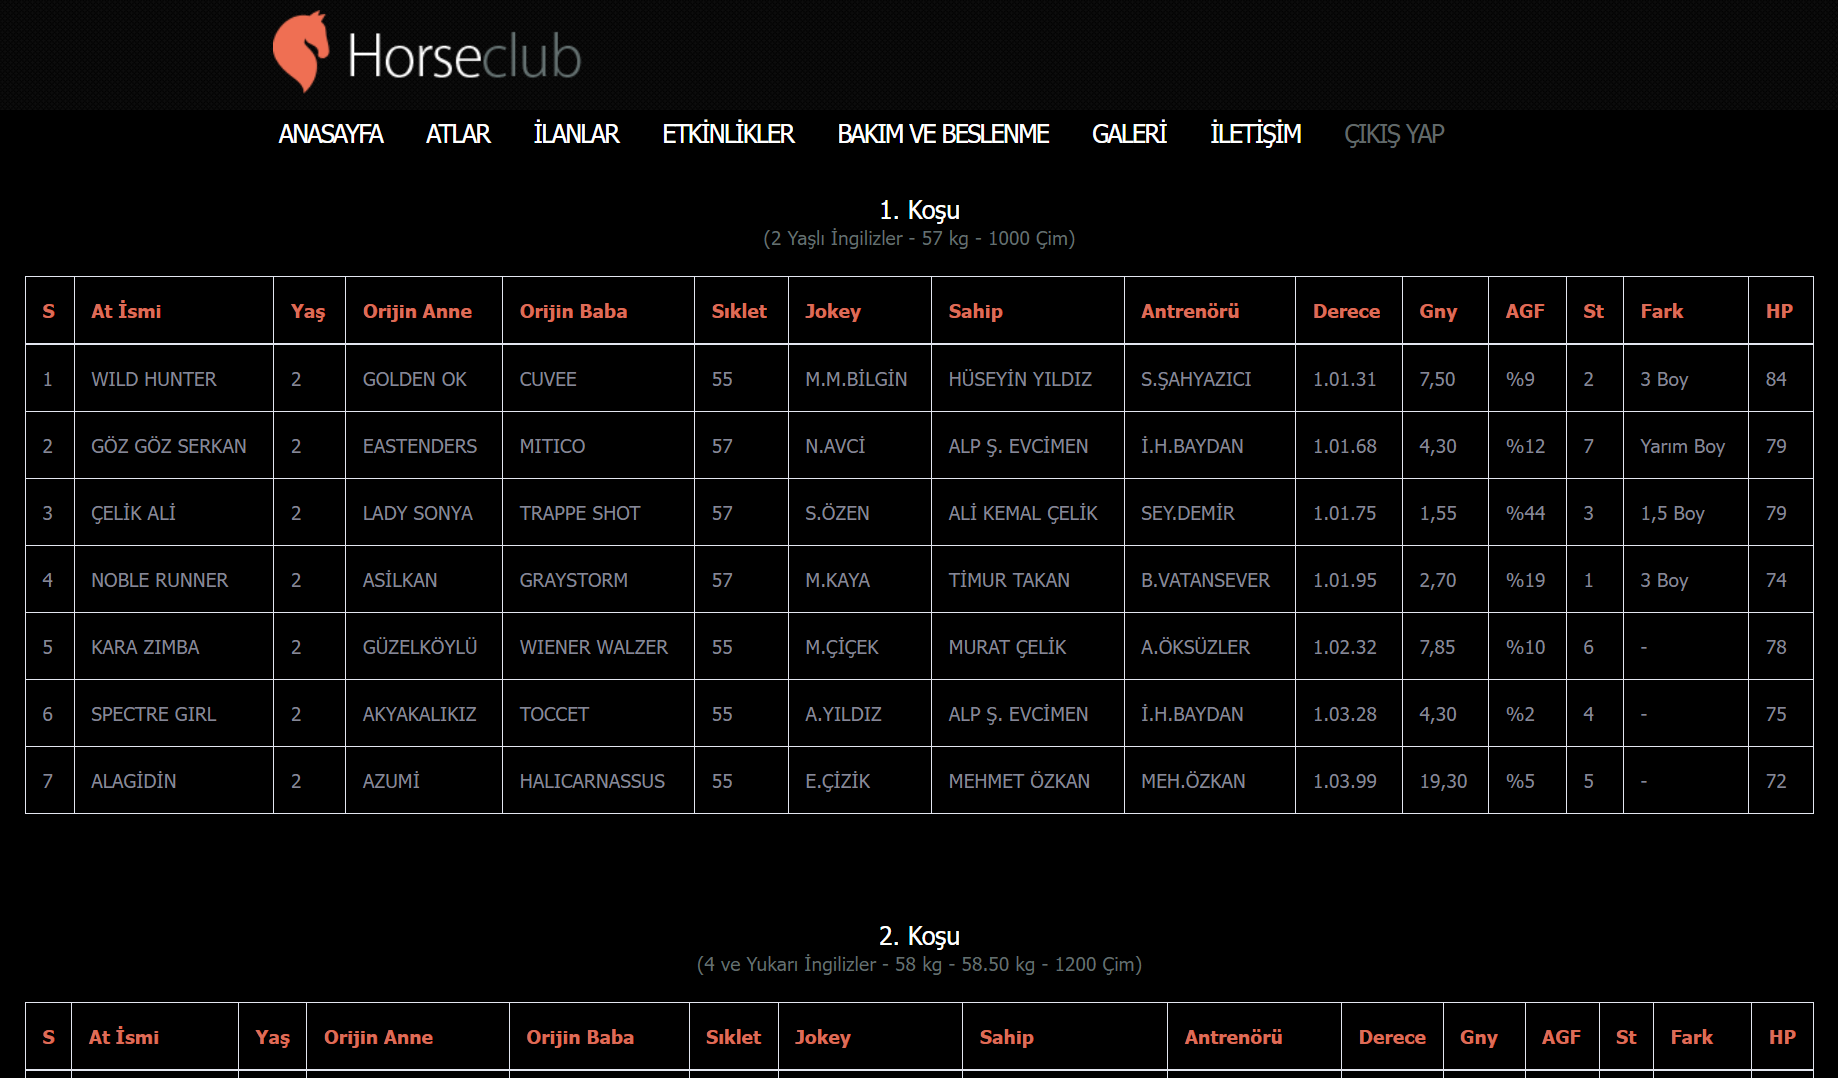 Horseclub
ANASAYFA ATLAR İLANLAR ETKİNLİKLER BAKIM VE BESLENME GALERİ İLETİŞİM ÇIKIŞ YAP
1. Koşu
(2 Yaşlı İngilizler - 57 kg - 1000 Çim)
S At İsmi Yaş Orijin Anne Orijin Baba Sıklet Jokey Sahip Antrenörü Derece Gny AGF St Fark HP
1 WILD HUNTER 2 GOLDEN OK CUVEE 55 M.M.BİLGİN HÜSEYİN YILDIZ S.ŞAHYAZICI 1.01.31 7,50 %9 2 3 Boy 84
2 GÖZ GÖZ SERKAN 2 EASTENDERS MITICO 57 N.AVCİ ALP Ş. EVCİMEN İ.H.BAYDAN 1.01.68 4,30 %12 7 Yarım Boy 79
3 ÇELİK ALİ 2 LADY SONYA TRAPPE SHOT 57 S.ÖZEN ALİ KEMAL ÇELİK SEY.DEMİR 1.01.75 1,55 %44 3 1,5 Boy 79
4 NOBLE RUNNER 2 ASİLKAN GRAYSTORM 57 M.KAYA TİMUR TAKAN B.VATANSEVER 1.01.95 2,70 %19 1 3 Boy 74
5 KARA ZIMBA 2 GÜZELKÖYLÜ WIENER WALZER 55 M.ÇİÇEK MURAT ÇELİK A.ÖKSÜZLER 1.02.32 7,85 %10 6 - 78
6 SPECTRE GIRL 2 AKYAKALIKIZ TOCCET 55 A.YILDIZ ALP Ş. EVCİMEN İ.H.BAYDAN 1.03.28 4,30 %2 4 - 75
7 ALAGİDİN 2 AZUMİ HALICARNASSUS 55 E.ÇİZİK MEHMET ÖZKAN MEH.ÖZKAN 1.03.99 19,30 %5 5 - 72
2. Koşu
(4 ve Yukarı İngilizler - 58 kg - 58.50 kg - 1200 Çim)
S At İsmi Yaş Orijin Anne Orijin Baba Sıklet Jokey Sahip Antrenörü Derece Gny AGF St Fark HP